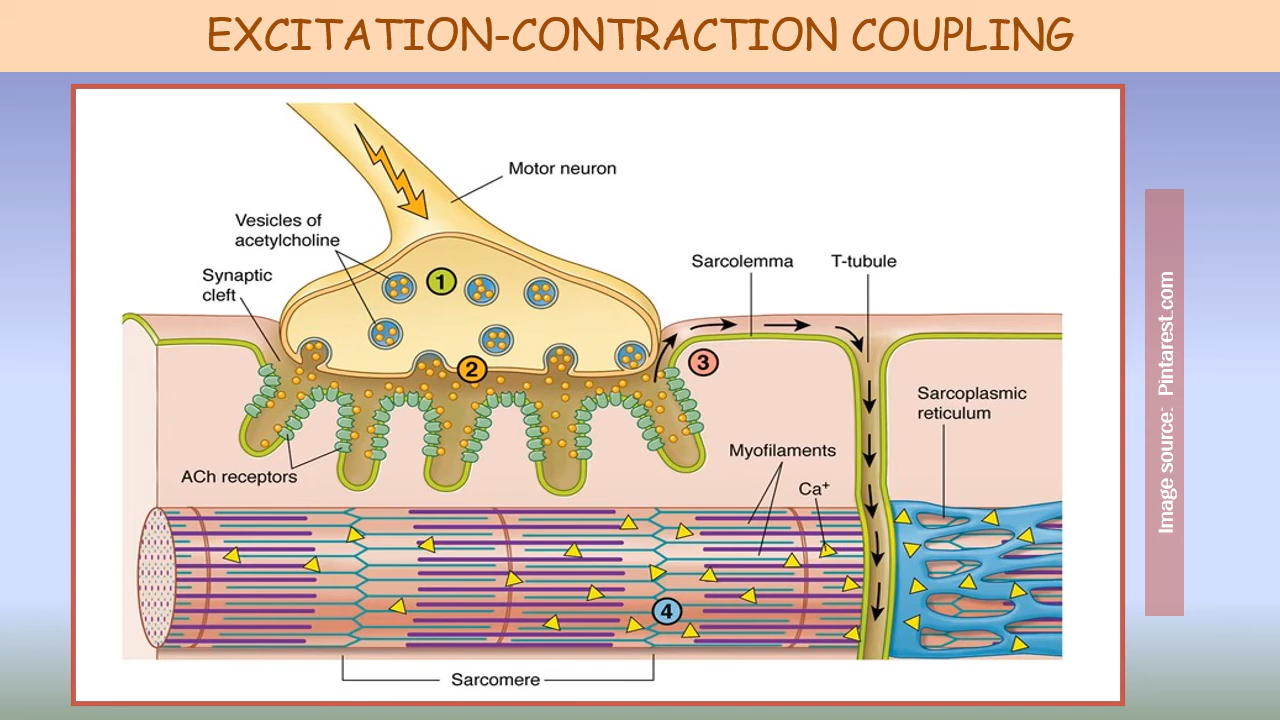 EXCITATION-CONTRACTION COUPLING
Motor neuron
Vesicles of
acetylcholine
Synaptic
cleft
1
2
Sarcolemma
T-tubule
3
Sarcoplasmic
reticulum
Myofilaments
Ca+
ACh receptors
4
Sarcomere
Image source: Pintarest.com